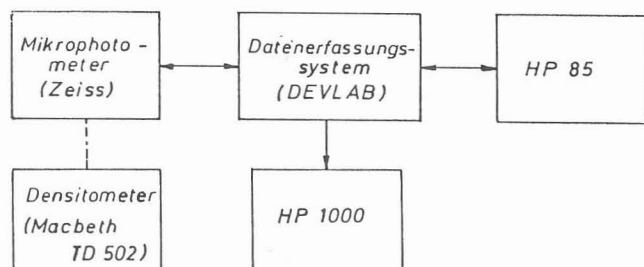 Mikrophoto-
meter
(Zeiss)
Datenerfassungs-
system
(DEVLAB)
HP 85
Densitometer
(Macbeth
TD 502)
HP 1000